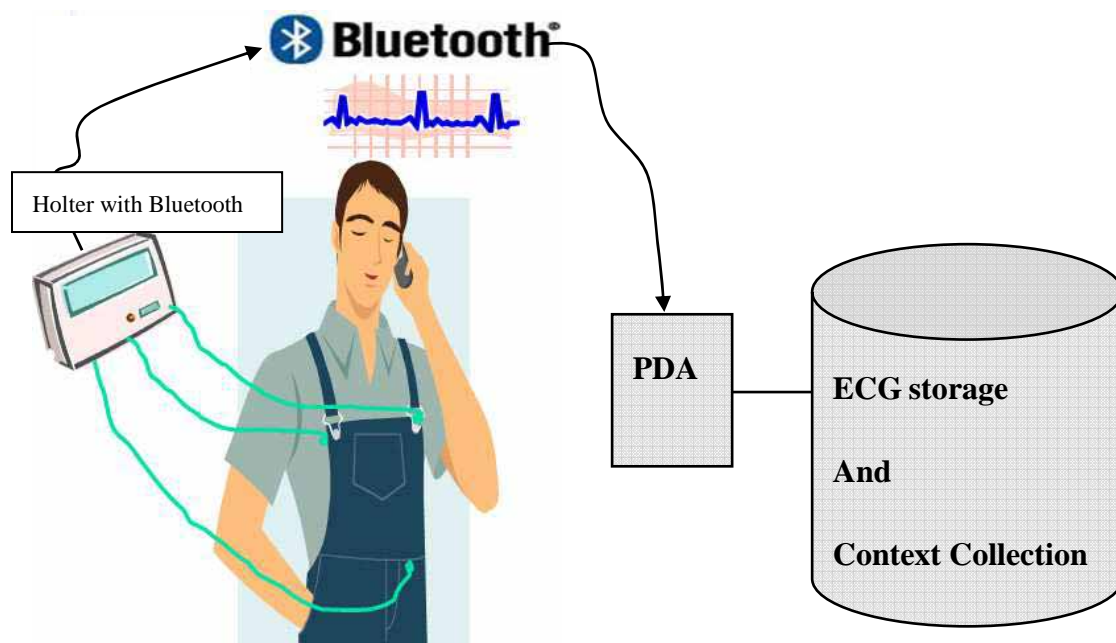 Bluetooth®
Holter with Bluetooth
PDA
ECG storage
And
Context Collection